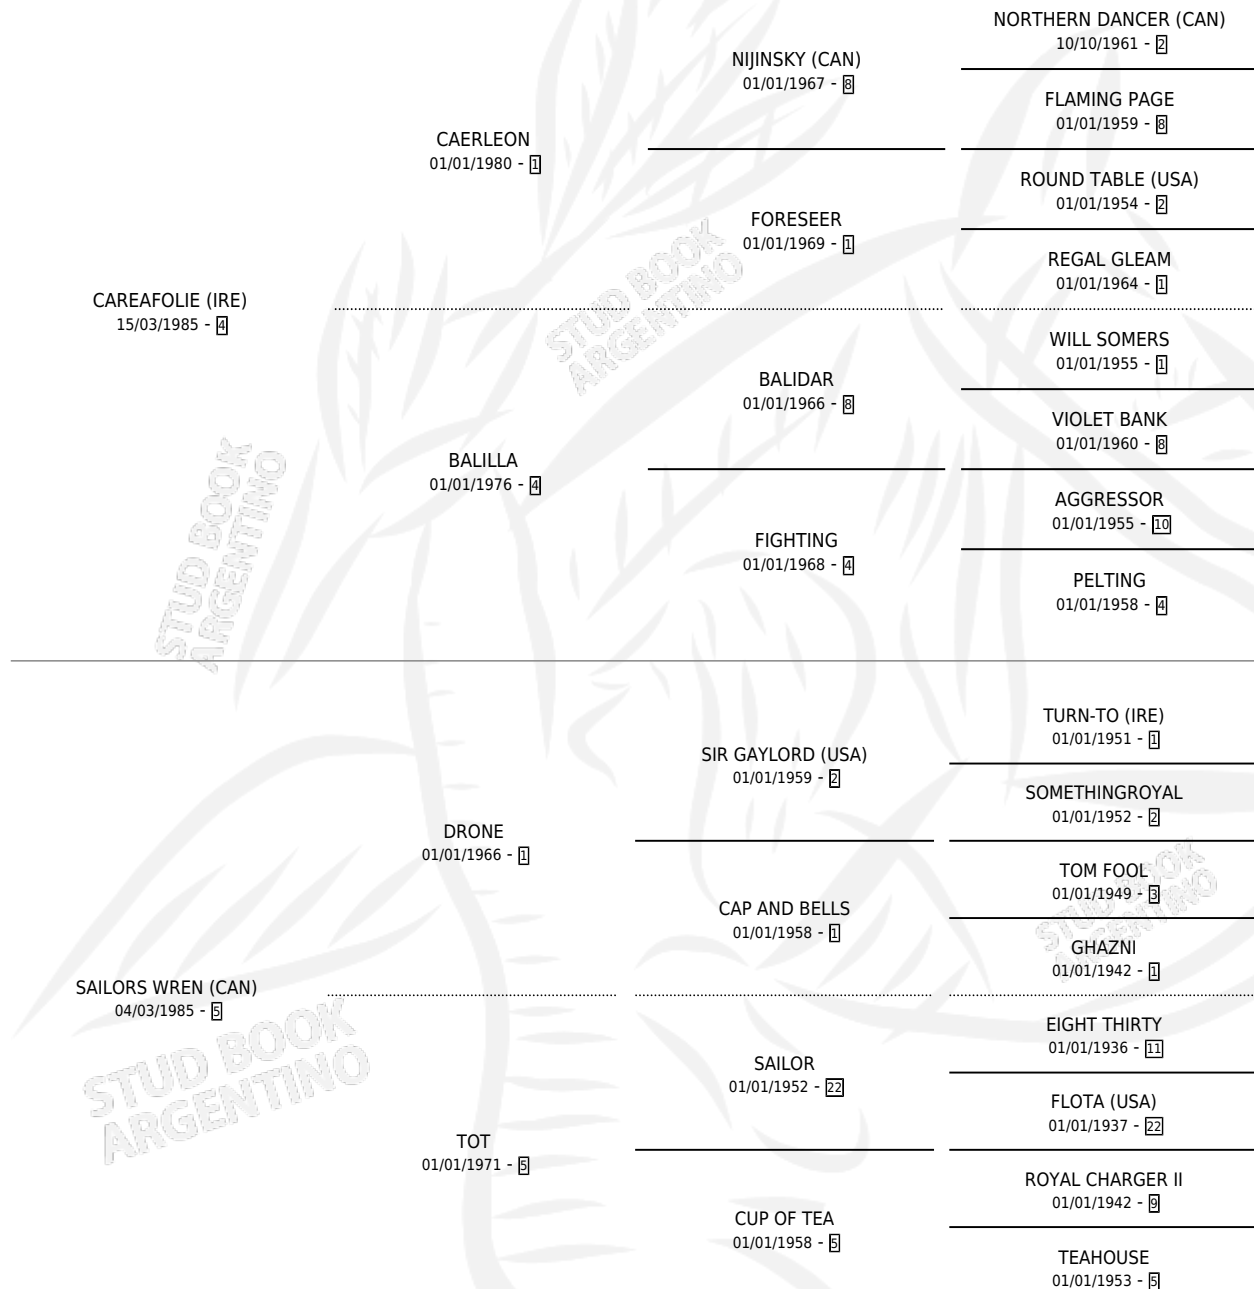 NORTHERN DANCER (CAN)
10/10/1961 - 2
NIJINSKY (CAN)
01/01/1967 - 8
FLAMING PAGE
01/01/1959 - 8
CAERLEON
01/01/1980 - 1
ROUND TABLE (USA)
01/01/1954 - 2
FORESEER
01/01/1969 - 1
REGAL GLEAM
01/01/1964 - 1
CAREAFOLIE (IRE)
15/03/1985 - 4
STUD BOOK
ARGENTINO
WILL SOMERS
01/01/1955 - 1
BALIDAR
01/01/1966 - 8
VIOLET BANK
01/01/1960 - 8
BALILLA
01/01/1976 - 4
AGGRESSOR
01/01/1955 - 10
FIGHTING
01/01/1968 - 4
PELTING
01/01/1958 - 4
STUD BOOK
ARGENTINO
TURN-TO (IRE)
01/01/1951 - 1
SIR GAYLORD (USA)
01/01/1959 - 2
SOMETHINGROYAL
01/01/1952 - 2
DRONE
01/01/1966 - 1
TOM FOOL
01/01/1949 - 3
CAP AND BELLS
01/01/1958 - 1
GHAZNI
01/01/1942 - 1
STUD BOOK
ARGENTINO
SAILORS WREN (CAN)
04/03/1985 - 5
EIGHT THIRTY
01/01/1936 - 11
SAILOR
01/01/1952 - 22
FLOTA (USA)
01/01/1937 - 22
STUD BOOK
ARGENTINO
TOT
01/01/1971 - 5
ROYAL CHARGER II
01/01/1942 - 9
CUP OF TEA
01/01/1958 - 5
TEAHOUSE
01/01/1953 - 5